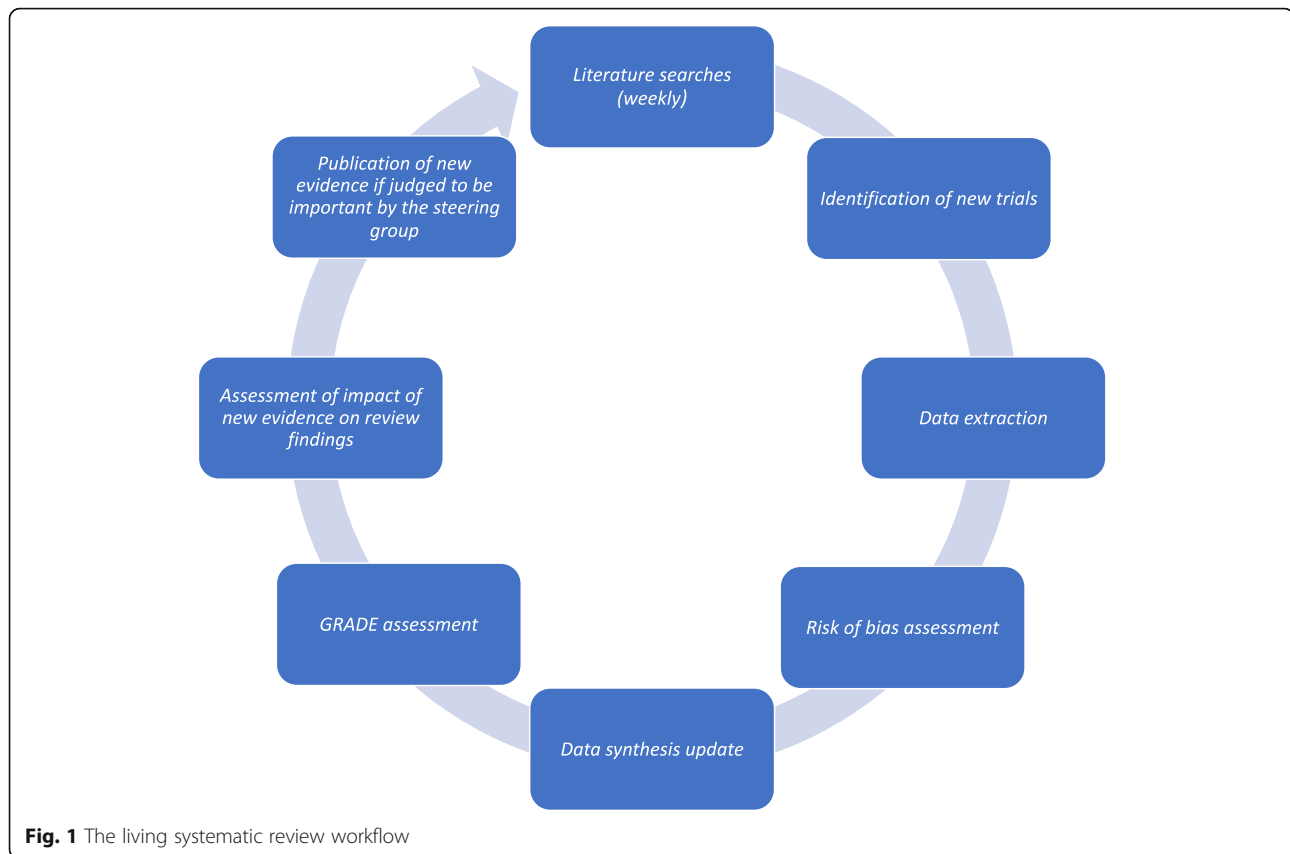 Literature searches
(weekly)
Identification of new trials
Data extraction
Risk of bias assessment
Data synthesis update
GRADE assessment
Assessment of impact of
new evidence on review
findings
Publication of new
evidence if judged to be
important by the steering
group
Fig. 1 The living systematic review workflow